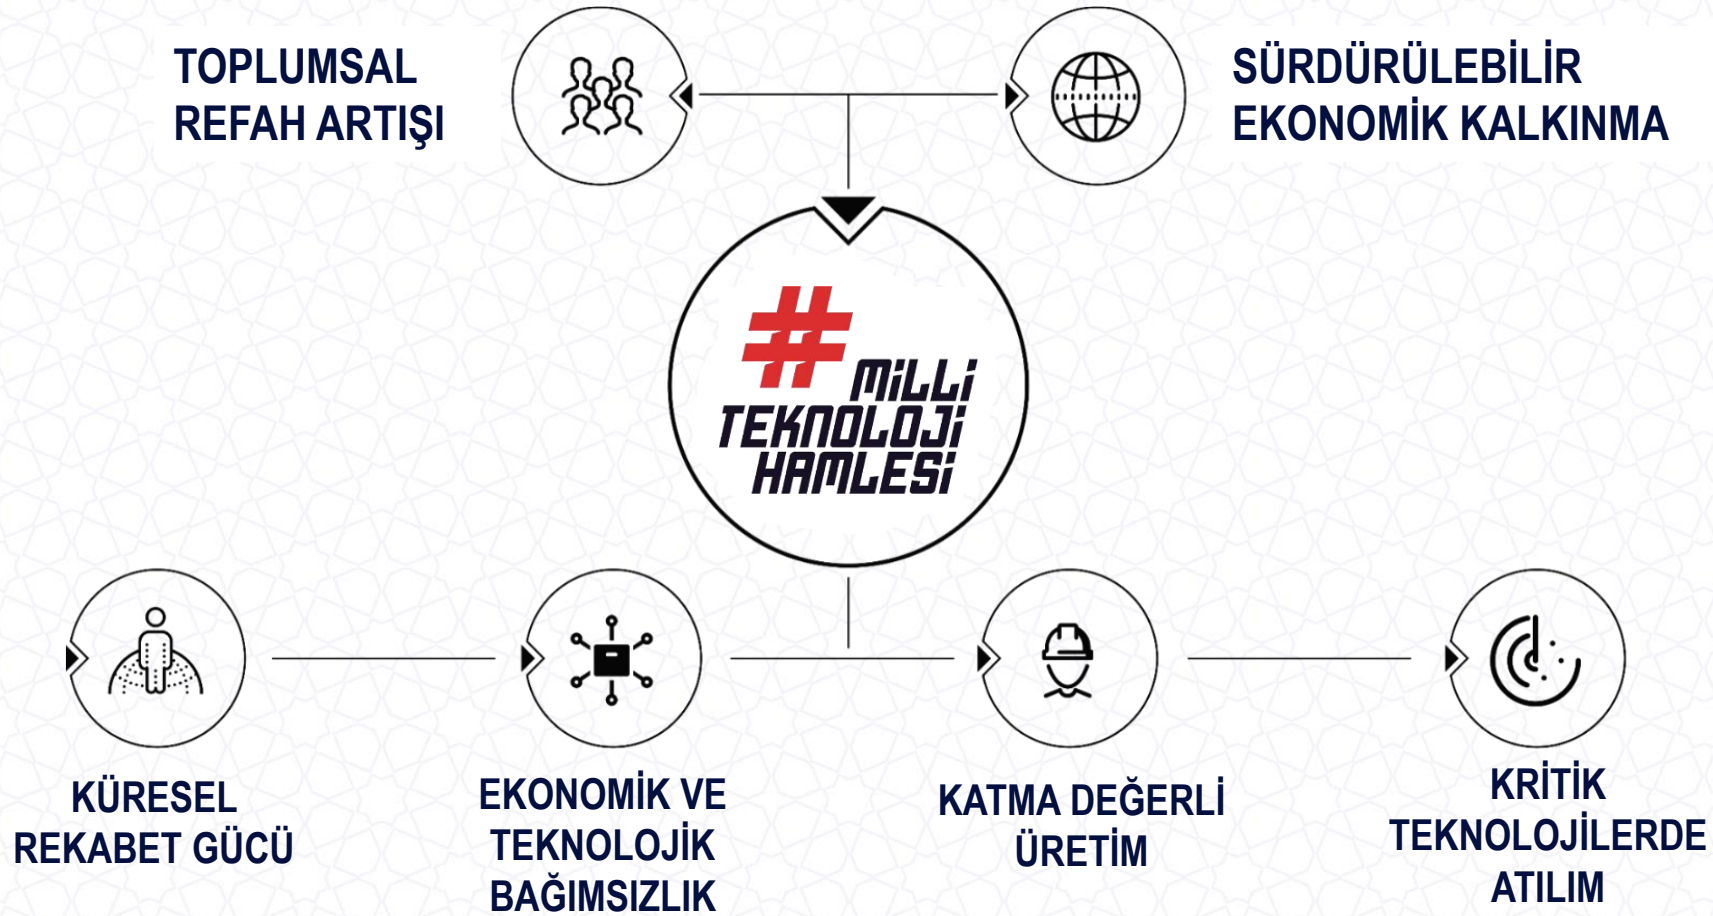 TOPLUMSAL
REFAH ARTIŞI
SÜRDÜRÜLEBİLİR
EKONOMİK KALKINMA
#MİLLİ
TEKNOLOJİ
HAMLESİ
KÜRESEL
REKABET GÜCÜ
EKONOMİK VE
TEKNOLOJİK
BAĞIMSIZLIK
KATMA DEĞERLİ
ÜRETİM
KRİTİK
TEKNOLOJİLERDE
ATILIM